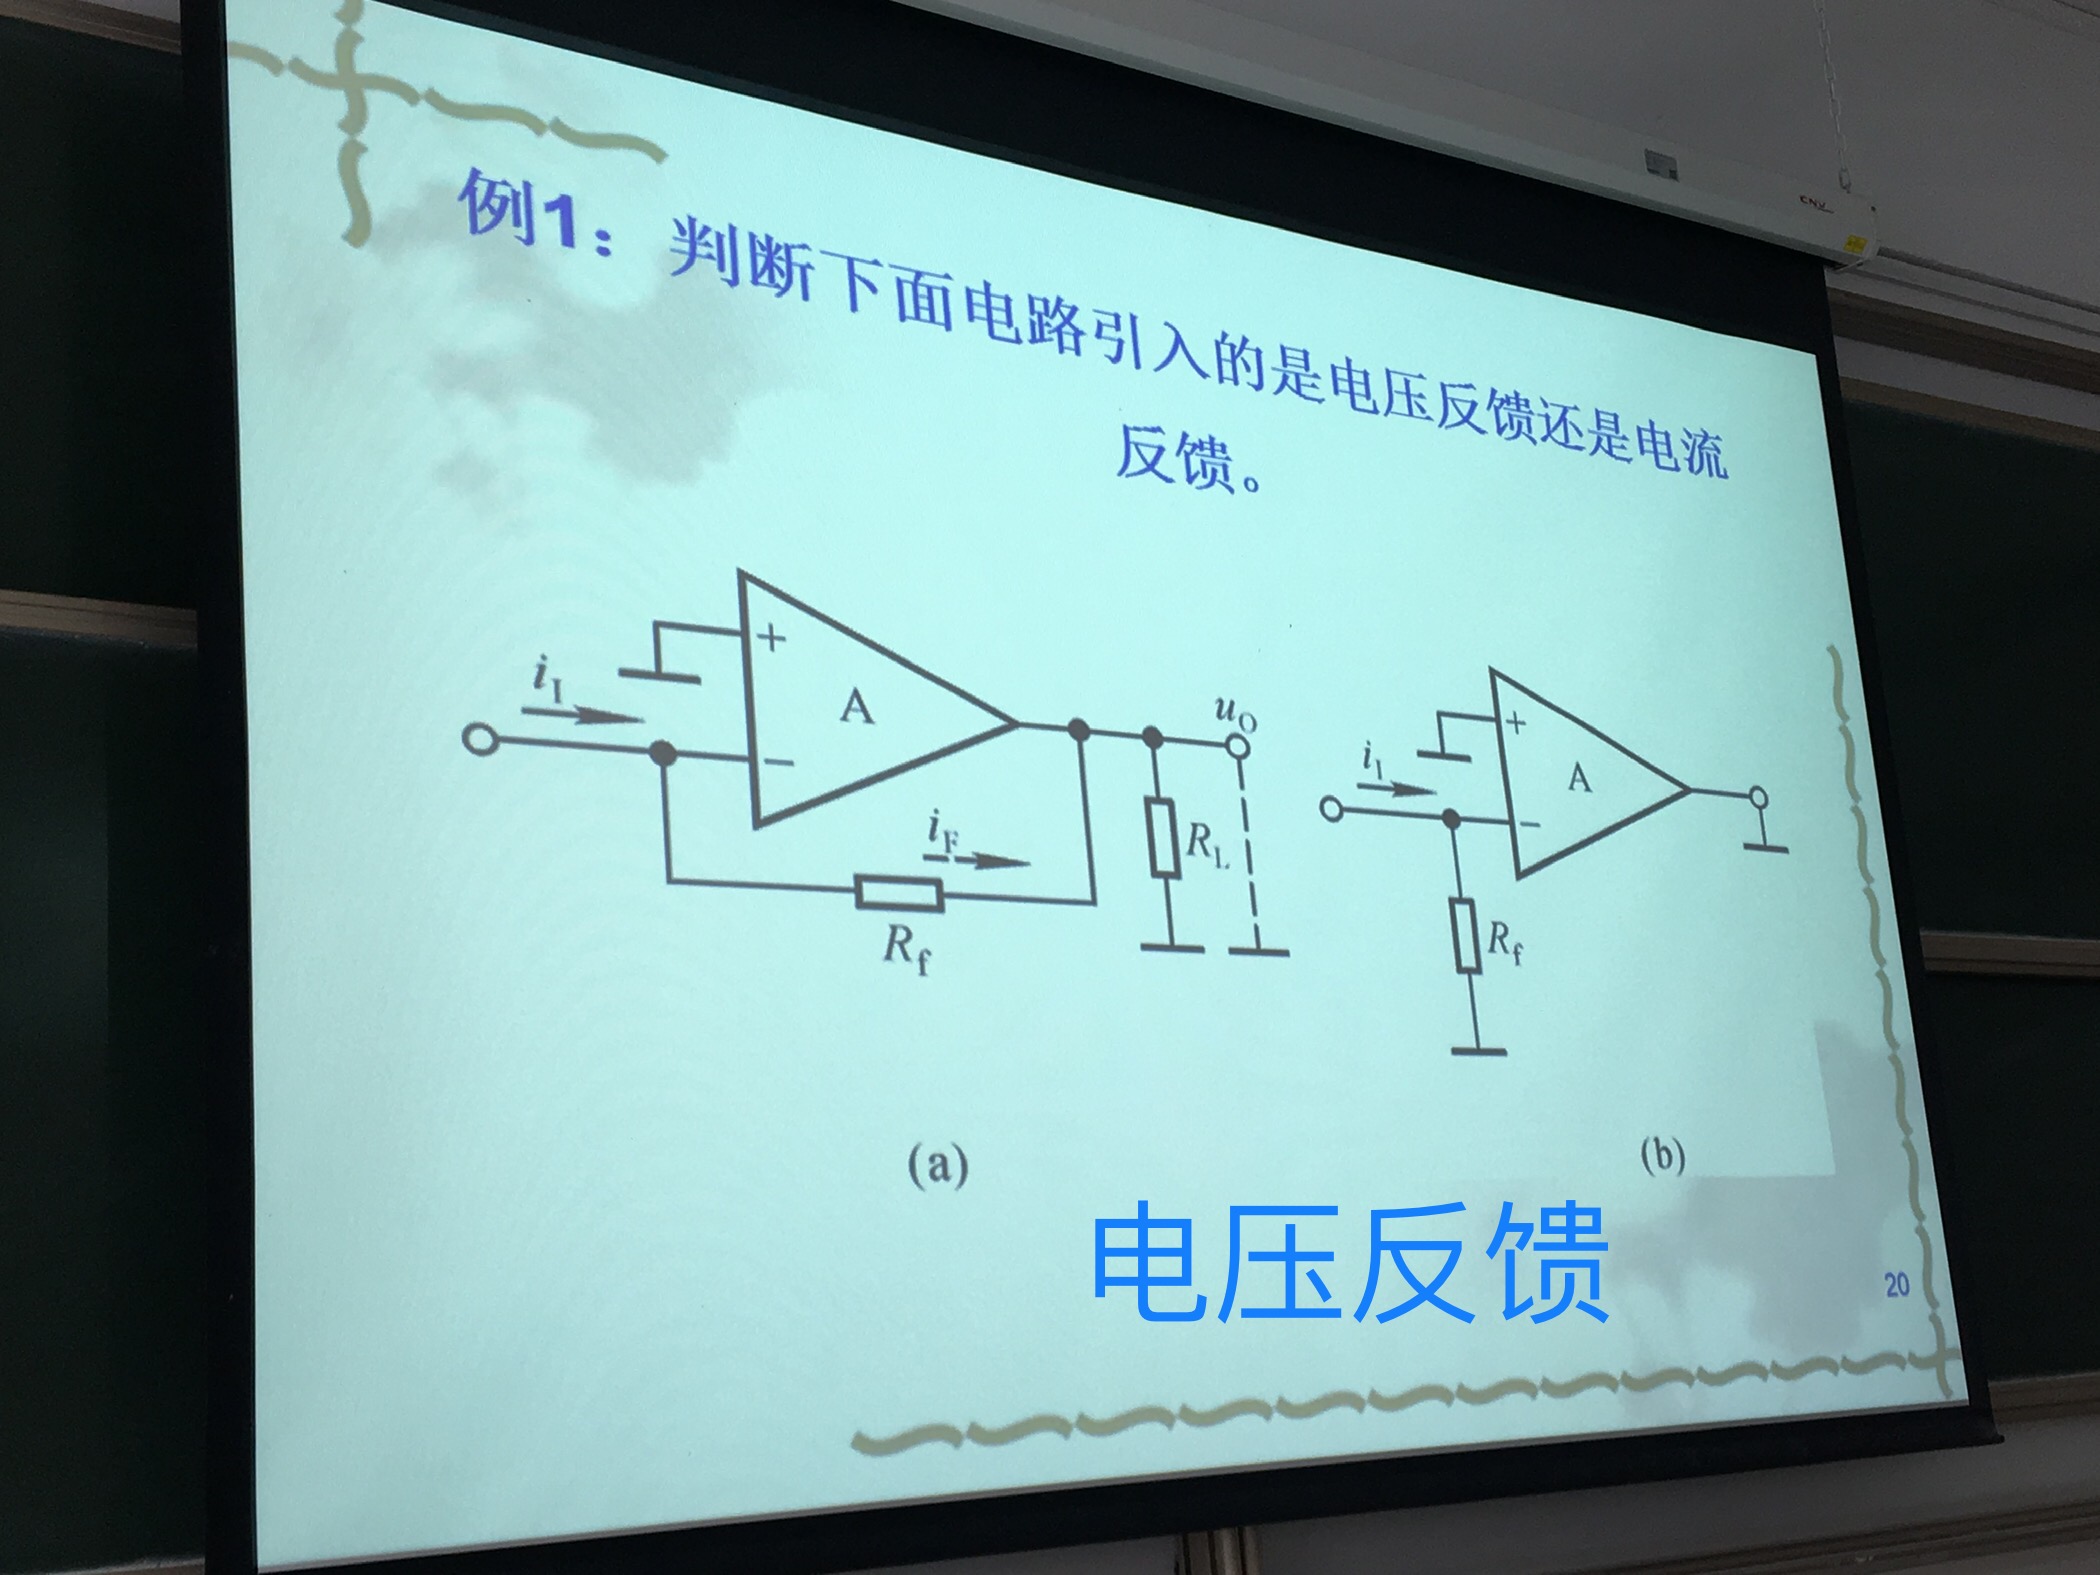 例1：判断下面电路引入的是电压反馈还是电流
反馈。
+
A
−
i_I
u_O
i_F
R_L
R_f
+
A
−
i_I
R_f
(a)
(b)
电压反馈
20